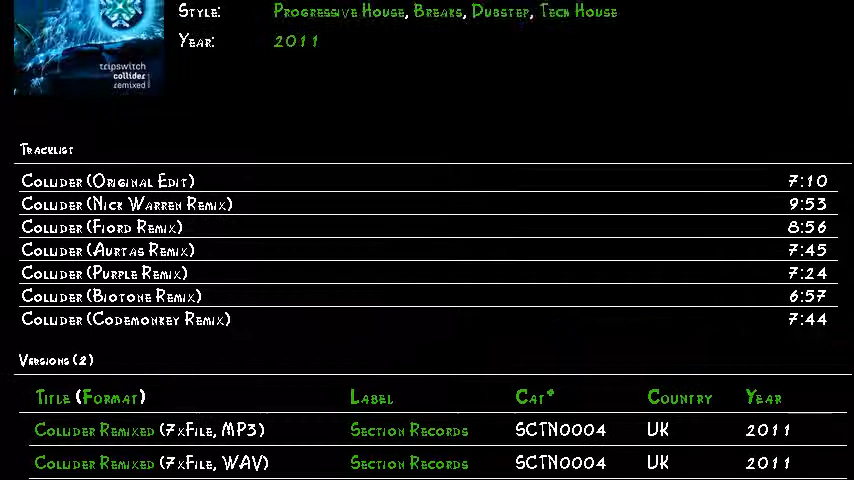 Style: Progressive House, Breaks, Dubstep, Tech House
Year: 2011
tripswitch
collider
remixed
Tracklist
Collider (Original Edit) 7:10
Collider (Nick Warren Remix) 9:53
Collider (Fiord Remix) 8:56
Collider (Aurtas Remix) 7:45
Collider (Purple Remix) 7:24
Collider (Biotone Remix) 6:57
Collider (Codemonkey Remix) 7:44
Versions (2)
Title (Format) Label Cat* Country Year
Collider Remixed (7xFile, MP3) Section Records SCTN0004 UK 2011
Collider Remixed (7xFile, WAV) Section Records SCTN0004 UK 2011